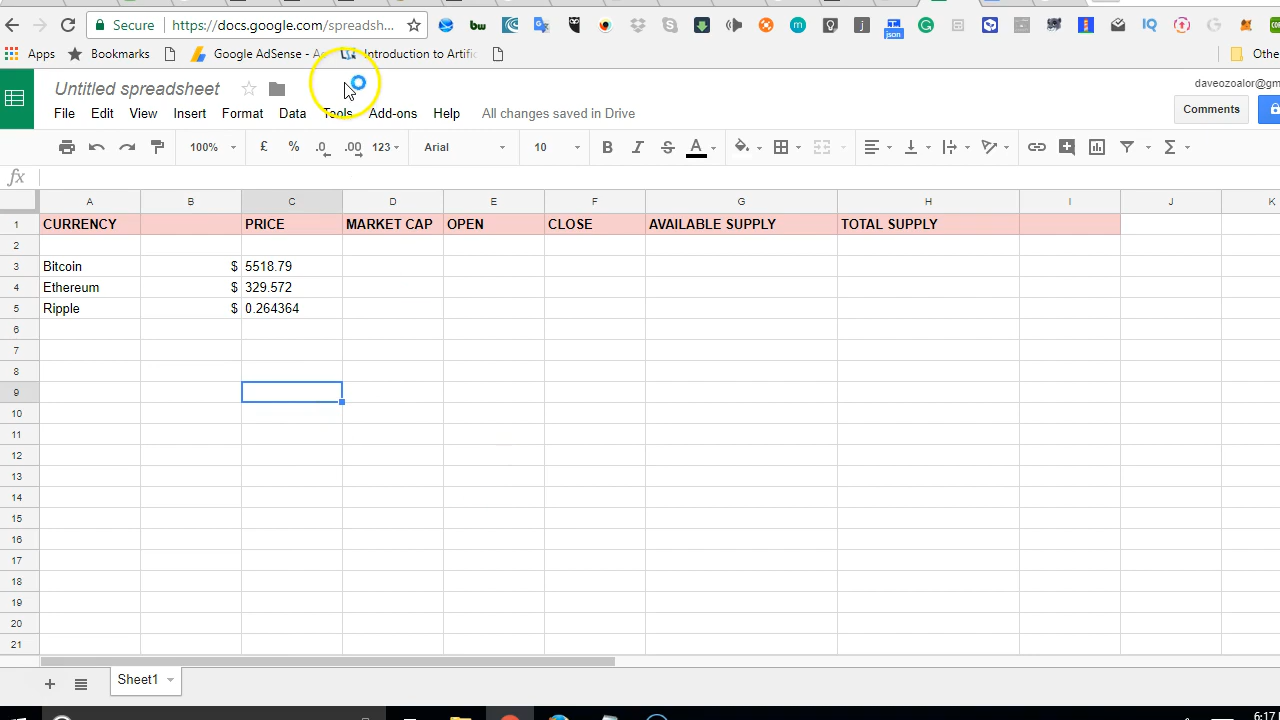 Secure https://docs.google.com/spreadsh...
Apps Bookmarks Google AdSense - A Introduction to Artific
Untitled spreadsheet
daveozoalor@gm
File Edit View Insert Format Data Tools Add-ons Help All changes saved in Drive Comments
100% £ % .0 .00 123 Arial 10 B I S A Σ
fx
A B C D E F G H I J K
1 CURRENCY PRICE MARKET CAP OPEN CLOSE AVAILABLE SUPPLY TOTAL SUPPLY
2
3 Bitcoin $ 5518.79
4 Ethereum $ 329.572
5 Ripple $ 0.264364
6
7
8
9
10
11
12
13
14
15
16
17
18
19
20
21
Sheet1
6:17